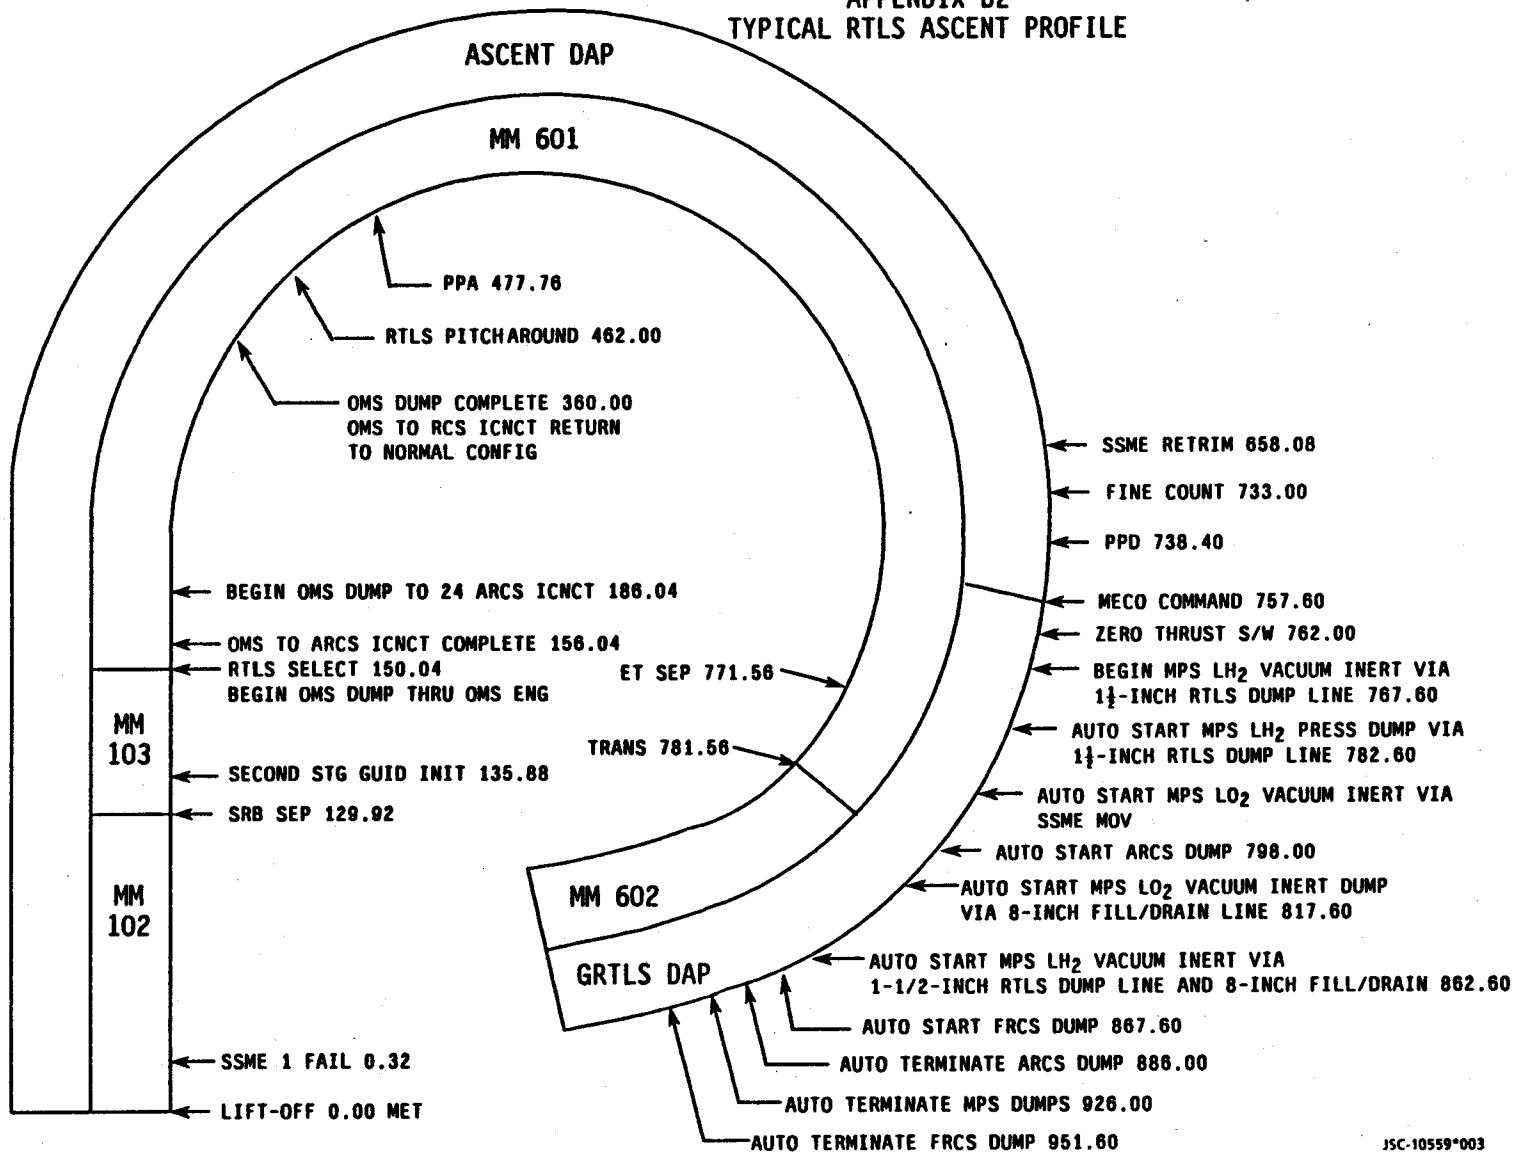 APPENDIX D2
TYPICAL RTLS ASCENT PROFILE
ASCENT DAP
MM 601
PPA 477.76
RTLS PITCHAROUND 462.00
OMS DUMP COMPLETE 360.00
OMS TO RCS ICNCT RETURN
TO NORMAL CONFIG
SSME RETRIM 658.08
FINE COUNT 733.00
PPD 738.40
BEGIN OMS DUMP TO 24 ARCS ICNCT 186.04
MECO COMMAND 757.60
ZERO THRUST S/W 762.00
OMS TO ARCS ICNCT COMPLETE 156.04
RTLS SELECT 150.04
BEGIN OMS DUMP THRU OMS ENG
ET SEP 771.56
BEGIN MPS LH₂ VACUUM INERT VIA
1½-INCH RTLS DUMP LINE 767.60
MM
103
AUTO START MPS LH₂ PRESS DUMP VIA
1½-INCH RTLS DUMP LINE 782.60
TRANS 781.56
SECOND STG GUID INIT 135.88
AUTO START MPS LO₂ VACUUM INERT VIA
SSME MOV
SRB SEP 129.92
AUTO START ARCS DUMP 798.00
MM
102
MM 602
AUTO START MPS LO₂ VACUUM INERT DUMP
VIA 8-INCH FILL/DRAIN LINE 817.60
GRTLS DAP
AUTO START MPS LH₂ VACUUM INERT VIA
1-1/2-INCH RTLS DUMP LINE AND 8-INCH FILL/DRAIN 862.60
AUTO START FRCS DUMP 867.60
SSME 1 FAIL 0.32
AUTO TERMINATE ARCS DUMP 886.00
LIFT-OFF 0.00 MET
AUTO TERMINATE MPS DUMPS 926.00
AUTO TERMINATE FRCS DUMP 951.60
JSC-10559*003